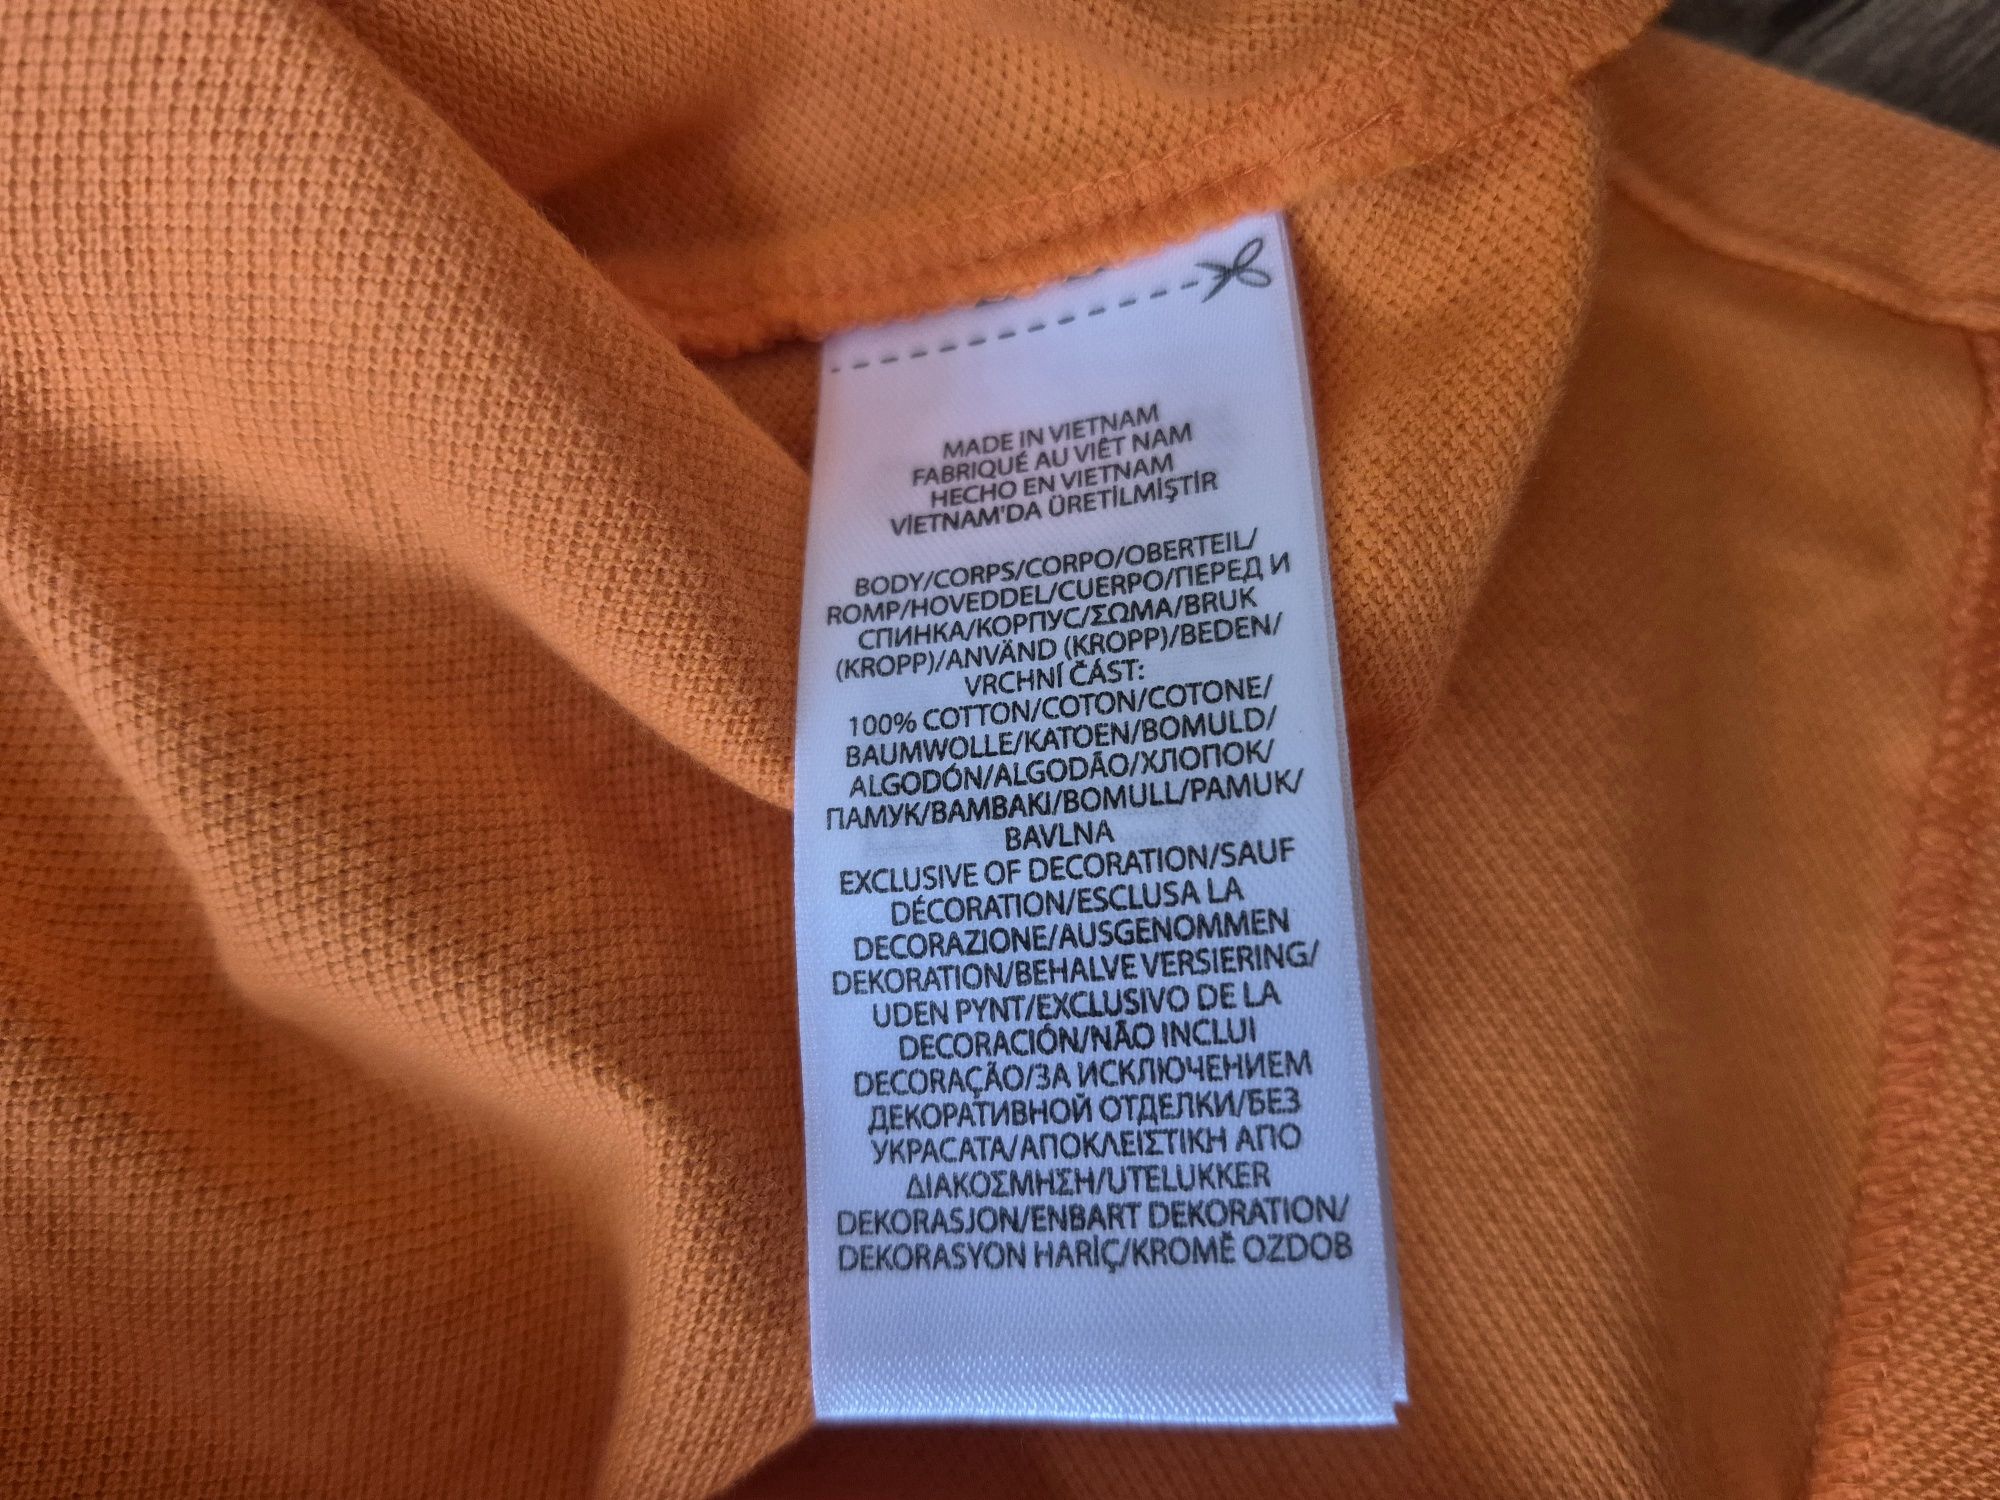 MADE IN VIETNAM
FABRIQUÉ AU VIÊT NAM
HECHO EN VIETNAM
VİETNAM'DA ÜRETİLMİŞTİR
BODY/CORPS/CORPO/OBERTEIL/
ROMP/HOVEDDEL/CUERPO/ПЕРЕД И
СПИНКА/КОРПУС/ΣΩΜΑ/BRUK
(KROPP)/ANVÄND (KROPP)/BEDEN/
VRCHNÍ ČÁST:
100% COTTON/COTON/COTONE/
BAUMWOLLE/KATOEN/BOMULD/
ALGODÓN/ALGODÃO/ХЛОПОК/
ПАМУК/ΒΑΜΒΑΚΙ/BOMULL/PAMUK/
BAVLNA
EXCLUSIVE OF DECORATION/SAUF
DÉCORATION/ESCLUSA LA
DECORAZIONE/AUSGENOMMEN
DEKORATION/BEHALVE VERSIERING/
UDEN PYNT/EXCLUSIVO DE LA
DECORACIÓN/NÃO INCLUI
DECORAÇÃO/ЗА ИСКЛЮЧЕНИЕМ
ДЕКОРАТИВНОЙ ОТДЕЛКИ/БЕЗ
УКРАСАТА/ΑΠΟΚΛΕΙΣΤΙΚΗ ΑΠΟ
ΔΙΑΚΟΣΜΗΣΗ/UTELUKKER
DEKORASJON/ENBART DEKORATION/
DEKORASYON HARİÇ/KROMĚ OZDOB